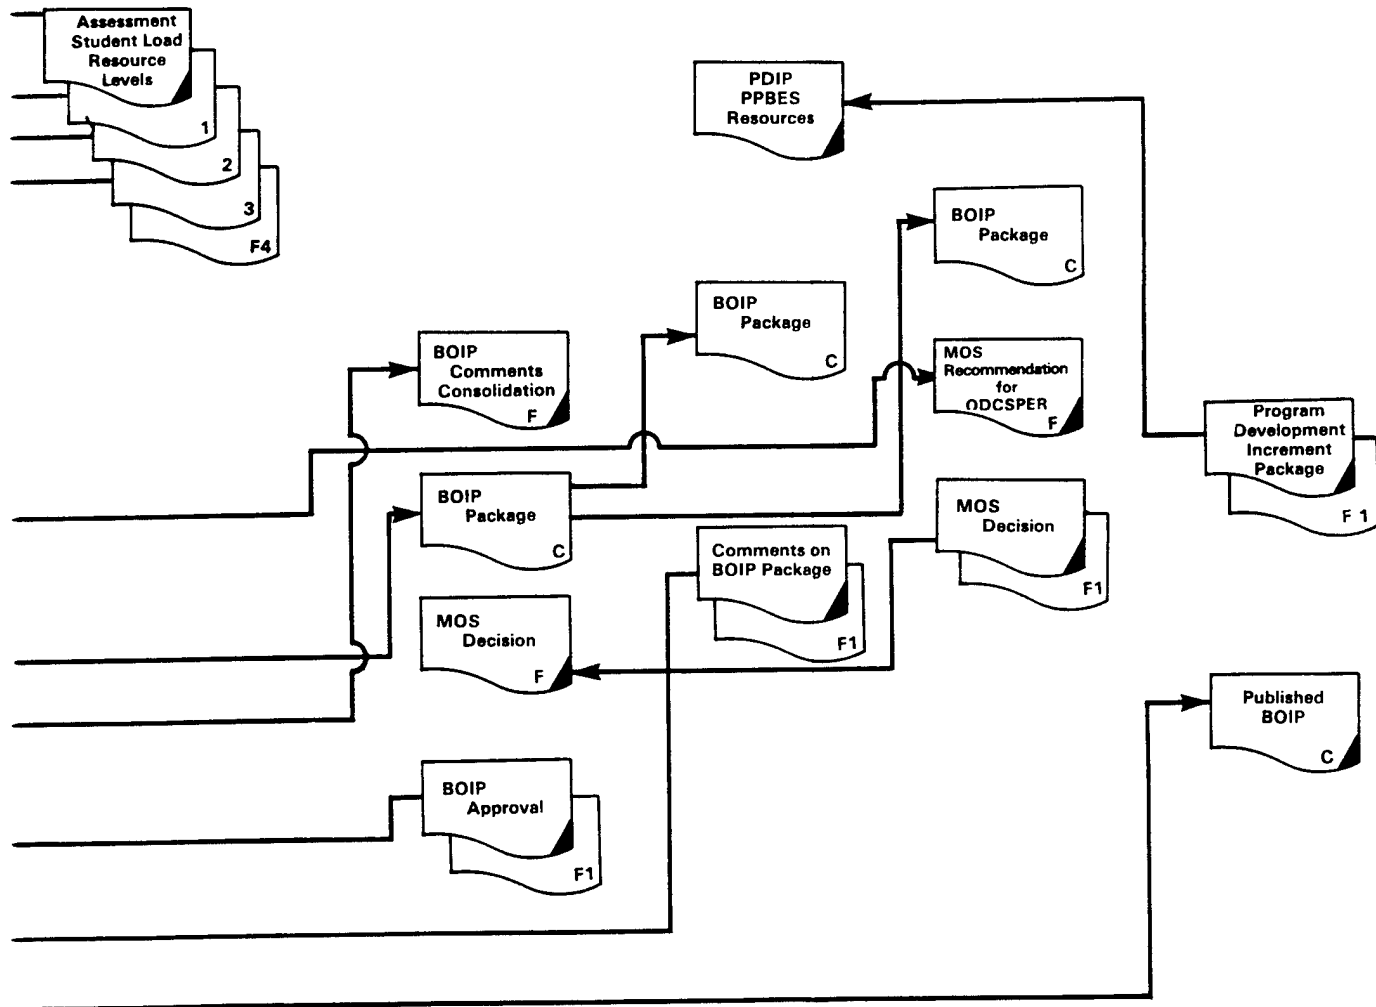 Assessment
Student Load
Resource
Levels
1
2
3
F4
PDIP
PPBES
Resources
BOIP
Package
C
BOIP
Package
C
BOIP
Comments
Consolidation
F
MOS
Recommendation
for
ODCSPER
F
Program
Development
Increment
Package
F 1
BOIP
Package
C
MOS
Decision
F1
Comments on
BOIP Package
F1
MOS
Decision
F
Published
BOIP
C
BOIP
Approval
F1